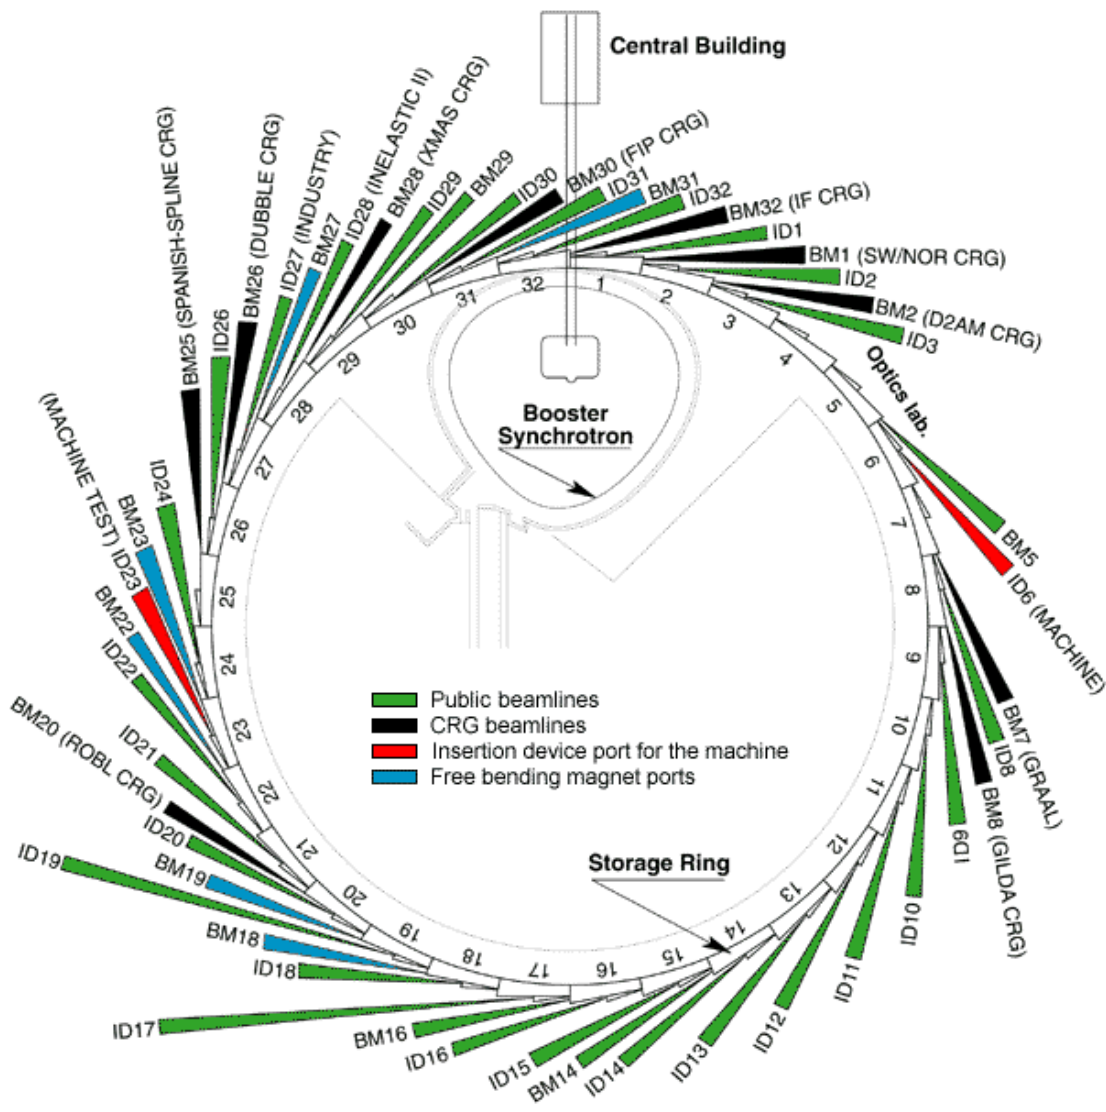 Central Building
BM30 (FIP CRG)
ID31
BM31
ID32
BM32 (IF CRG)
ID1
BM1 (SW/NOR CRG)
ID2
BM2 (D2AM CRG)
ID3
Optics lab.
BM5
ID6 (MACHINE)
BM7 (GRAAL)
ID8
BM8 (GILDA CRG)
ID9
ID10
ID11
ID12
ID13
ID14
BM14
ID15
ID16
BM16
ID17
ID18
BM18
ID19
BM19
ID20
BM20 (ROBL CRG)
ID21
ID22
BM22
(MACHINE TEST) ID23
BM23
ID24
BM25 (SPANISH-SPLINE CRG)
ID26
BM26 (DUBBLE CRG)
ID27 (INDUSTRY)
BM27
ID28 (INELASTIC II)
BM28 (XMAS CRG)
ID29
BM29
ID30
1
2
3
4
5
6
7
8
9
10
11
12
13
14
15
16
17
18
19
20
21
22
23
24
25
26
27
28
29
30
31
32
Booster
Synchrotron
Public beamlines
CRG beamlines
Insertion device port for the machine
Free bending magnet ports
Storage Ring